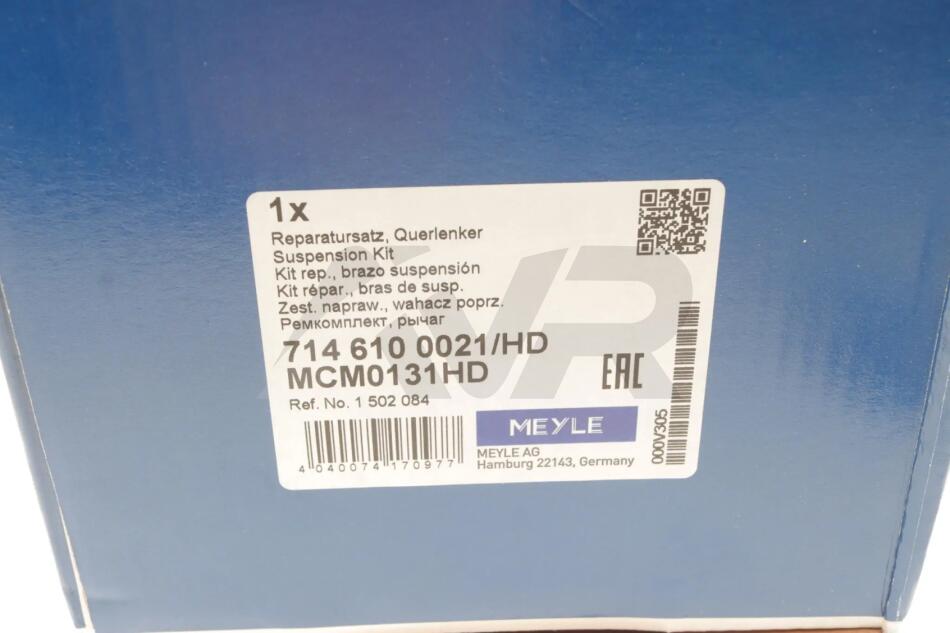 1x
Reparatursatz, Querlenker
Suspension Kit
Kit rep., brazo suspensión
Kit répar., bras de susp.
Zest. napraw., wahacz poprz.
Ремкомплект, рычаг
714 610 0021/HD
MCM0131HD
Ref. No. 1 502 084
EAC
4 040074 170977
MEYLE
MEYLE AG
Hamburg 22143, Germany
000V305